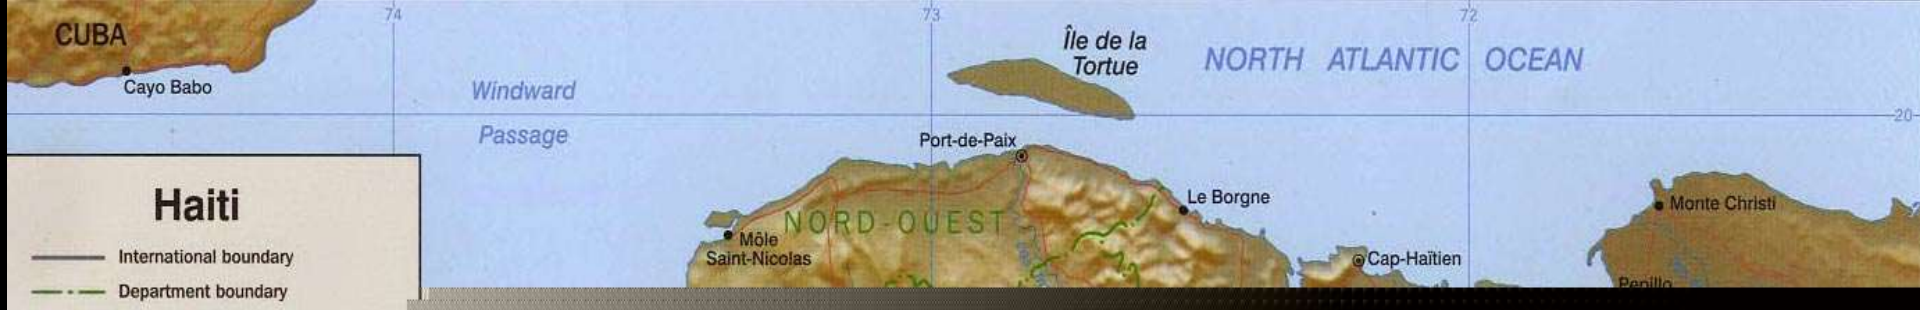 74
73
72
CUBA
Cayo Babo
Windward
Passage
Île de la
Tortue
NORTH ATLANTIC OCEAN
20
Port-de-Paix
Haiti
International boundary
Department boundary
NORD-OUEST
Môle
Saint-Nicolas
Le Borgne
Cap-Haïtien
Monte Christi
Pepillo